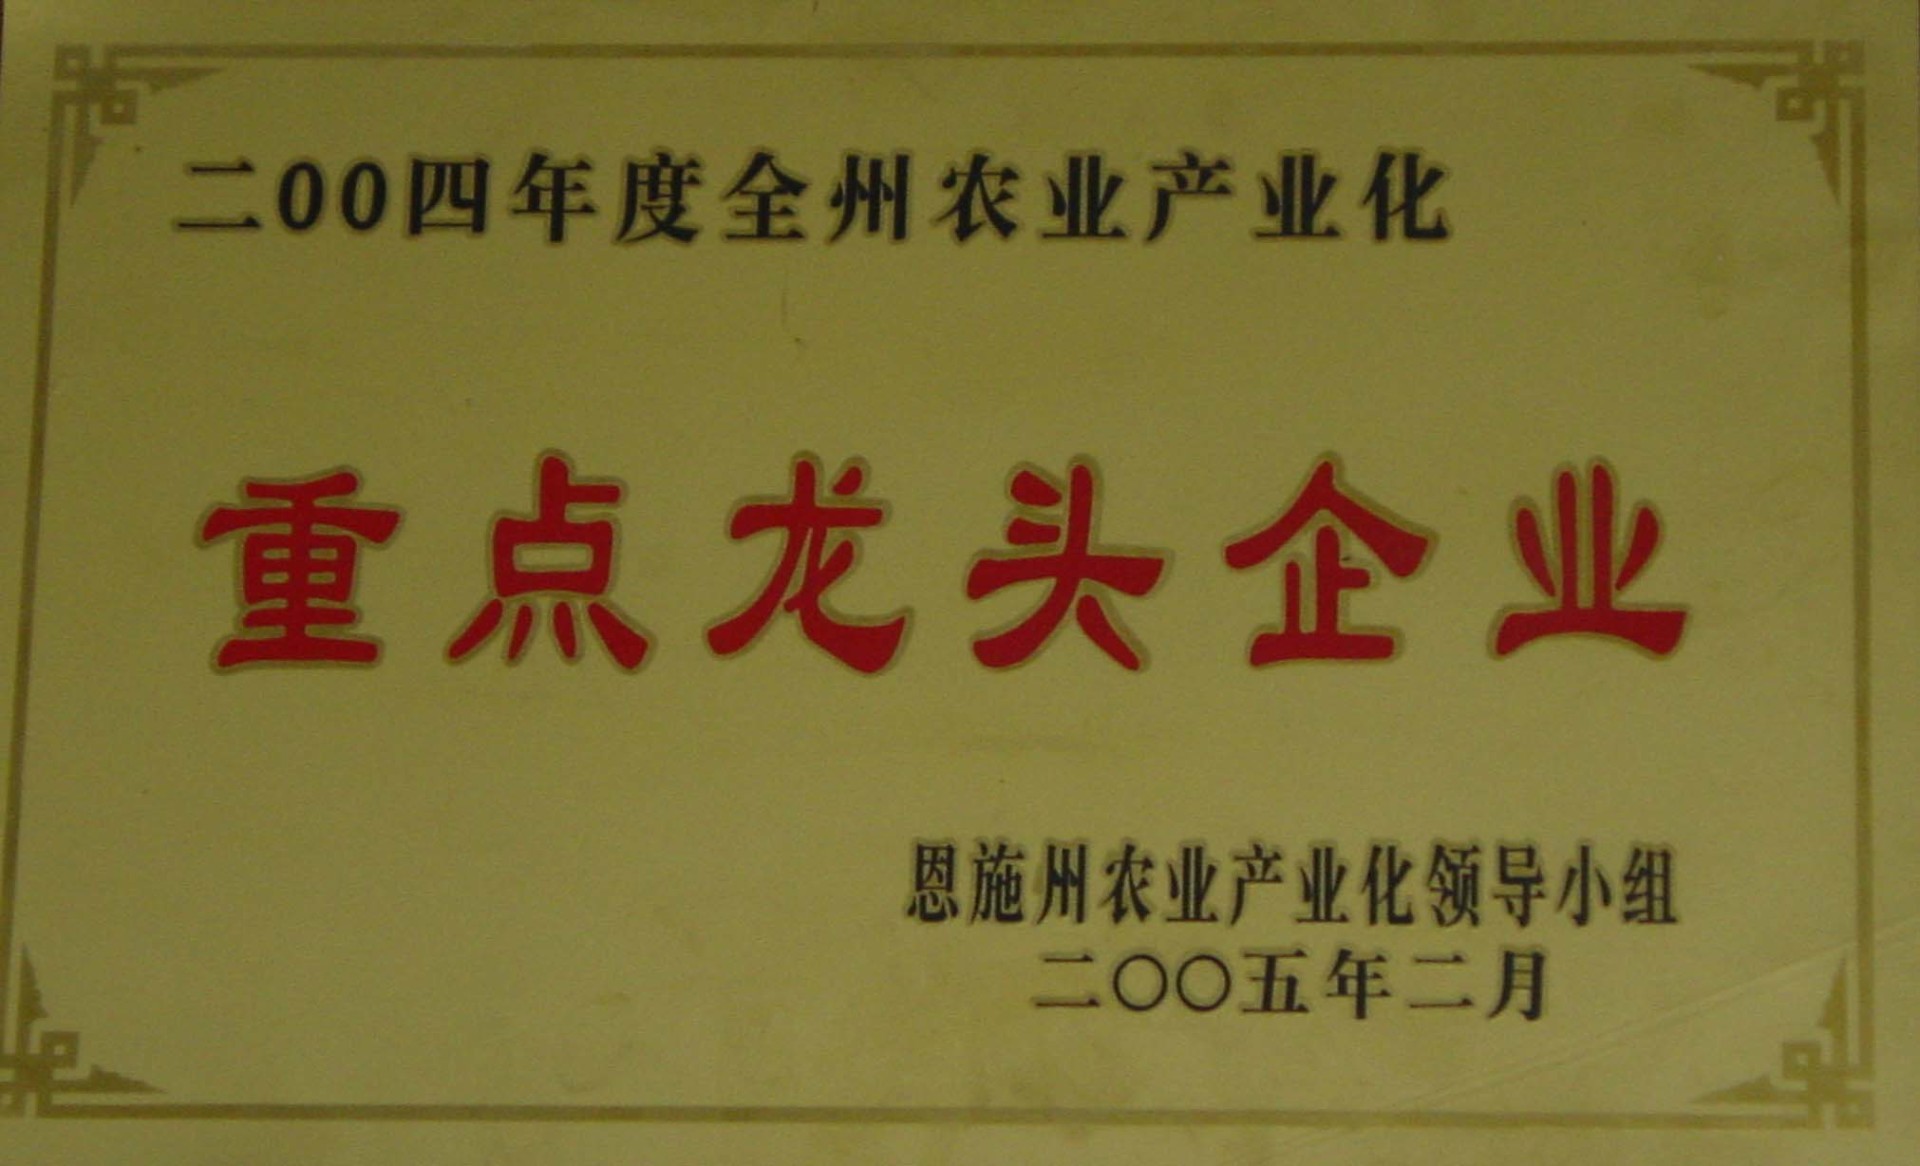 二00四年度全州农业产业化
重点龙头企业
恩施州农业产业化领导小组
二〇〇五年二月